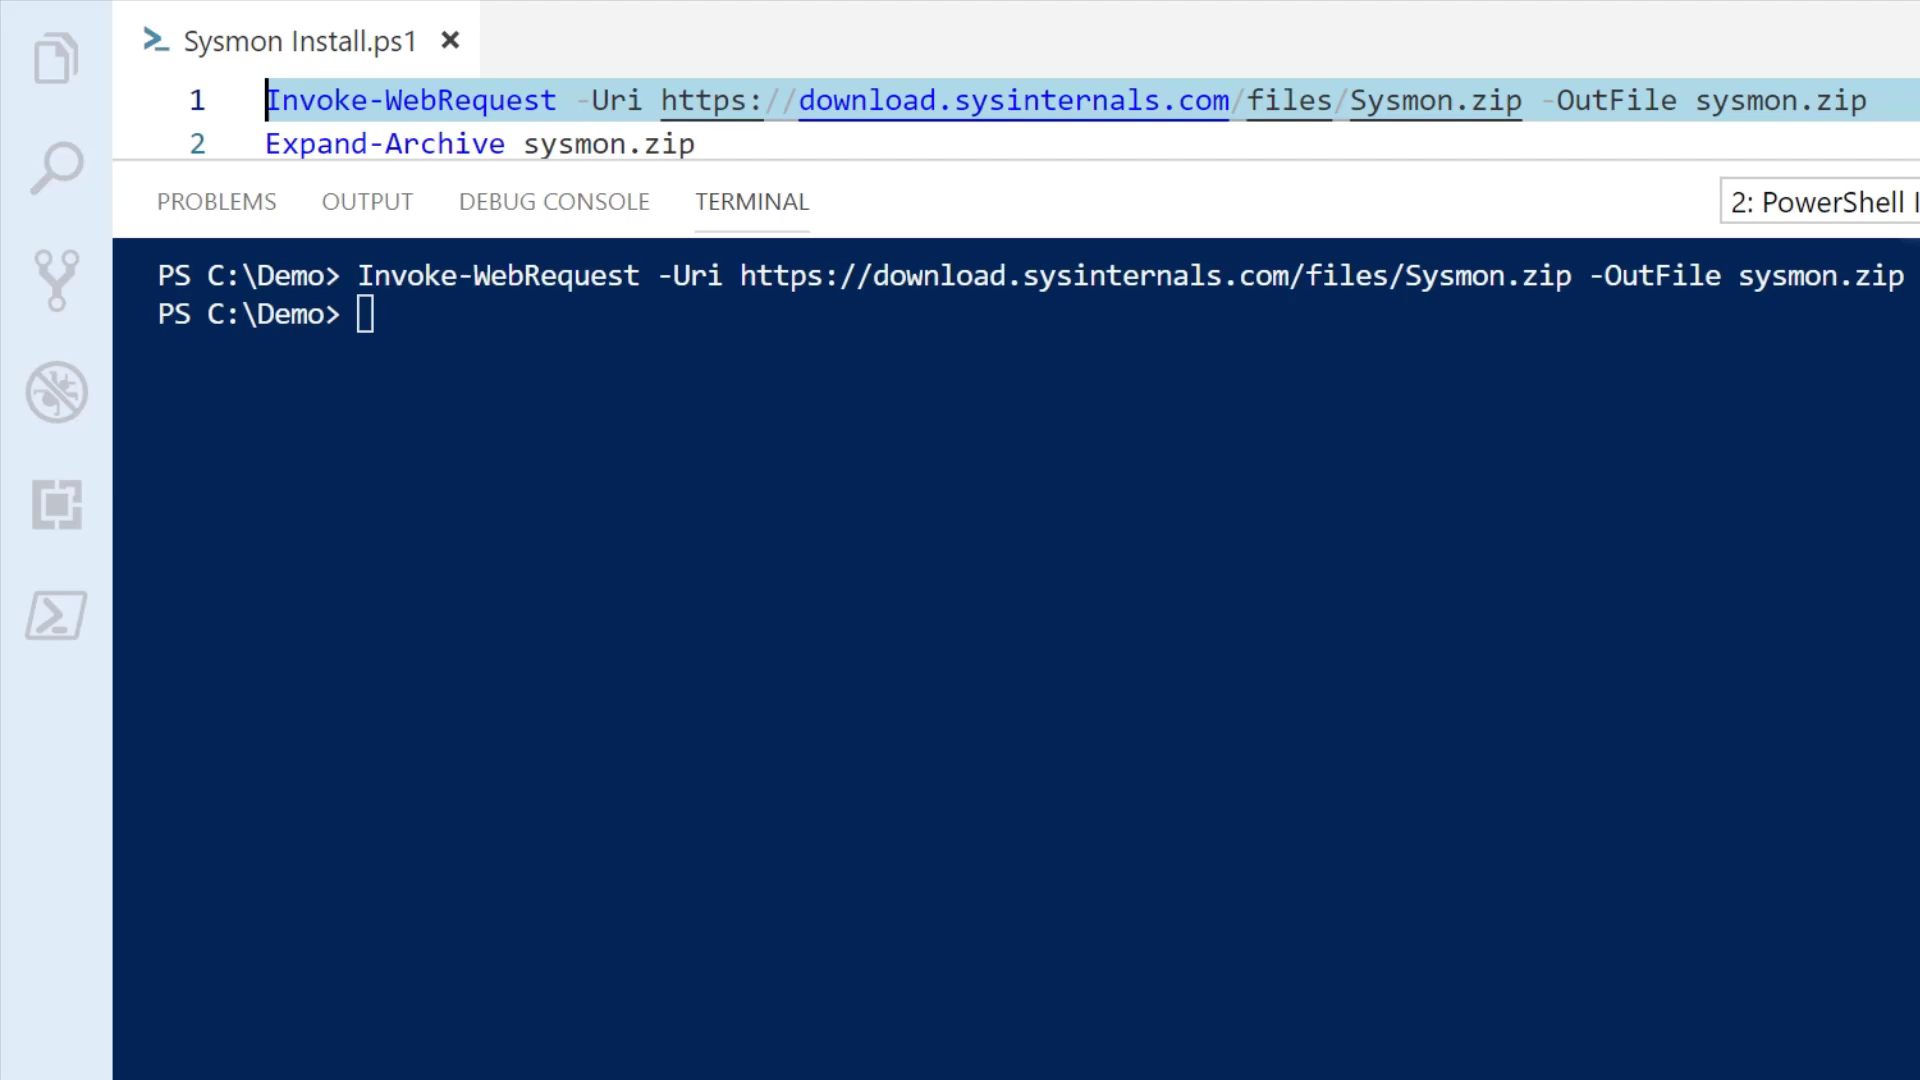 Sysmon Install.ps1
1 Invoke-WebRequest -Uri https://download.sysinternals.com/files/Sysmon.zip -OutFile sysmon.zip
2 Expand-Archive sysmon.zip
PROBLEMS OUTPUT DEBUG CONSOLE TERMINAL 2: PowerShell I
PS C:\Demo> Invoke-WebRequest -Uri https://download.sysinternals.com/files/Sysmon.zip -OutFile sysmon.zip
PS C:\Demo>